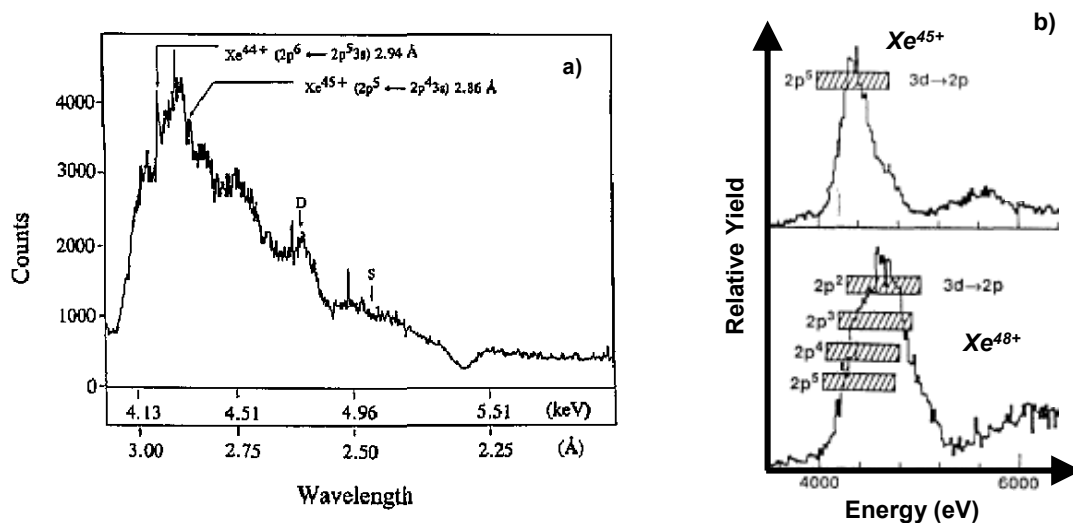 a)
Xe⁴⁴⁺ (2p⁶ ← 2p⁵3s) 2.94 Å
Xe⁴⁵⁺ (2p⁵ ← 2p⁴3s) 2.86 Å
4000
3000
2000
1000
0
Counts
D
S
4.13 4.51 4.96 5.51 (keV)
3.00 2.75 2.50 2.25 (Å)
Wavelength
b)
Xe⁴⁵⁺
2p⁵ 3d→2p
Relative Yield
2p² 3d→2p
2p³
Xe⁴⁸⁺
2p⁴
2p⁵
4000 6000
Energy (eV)